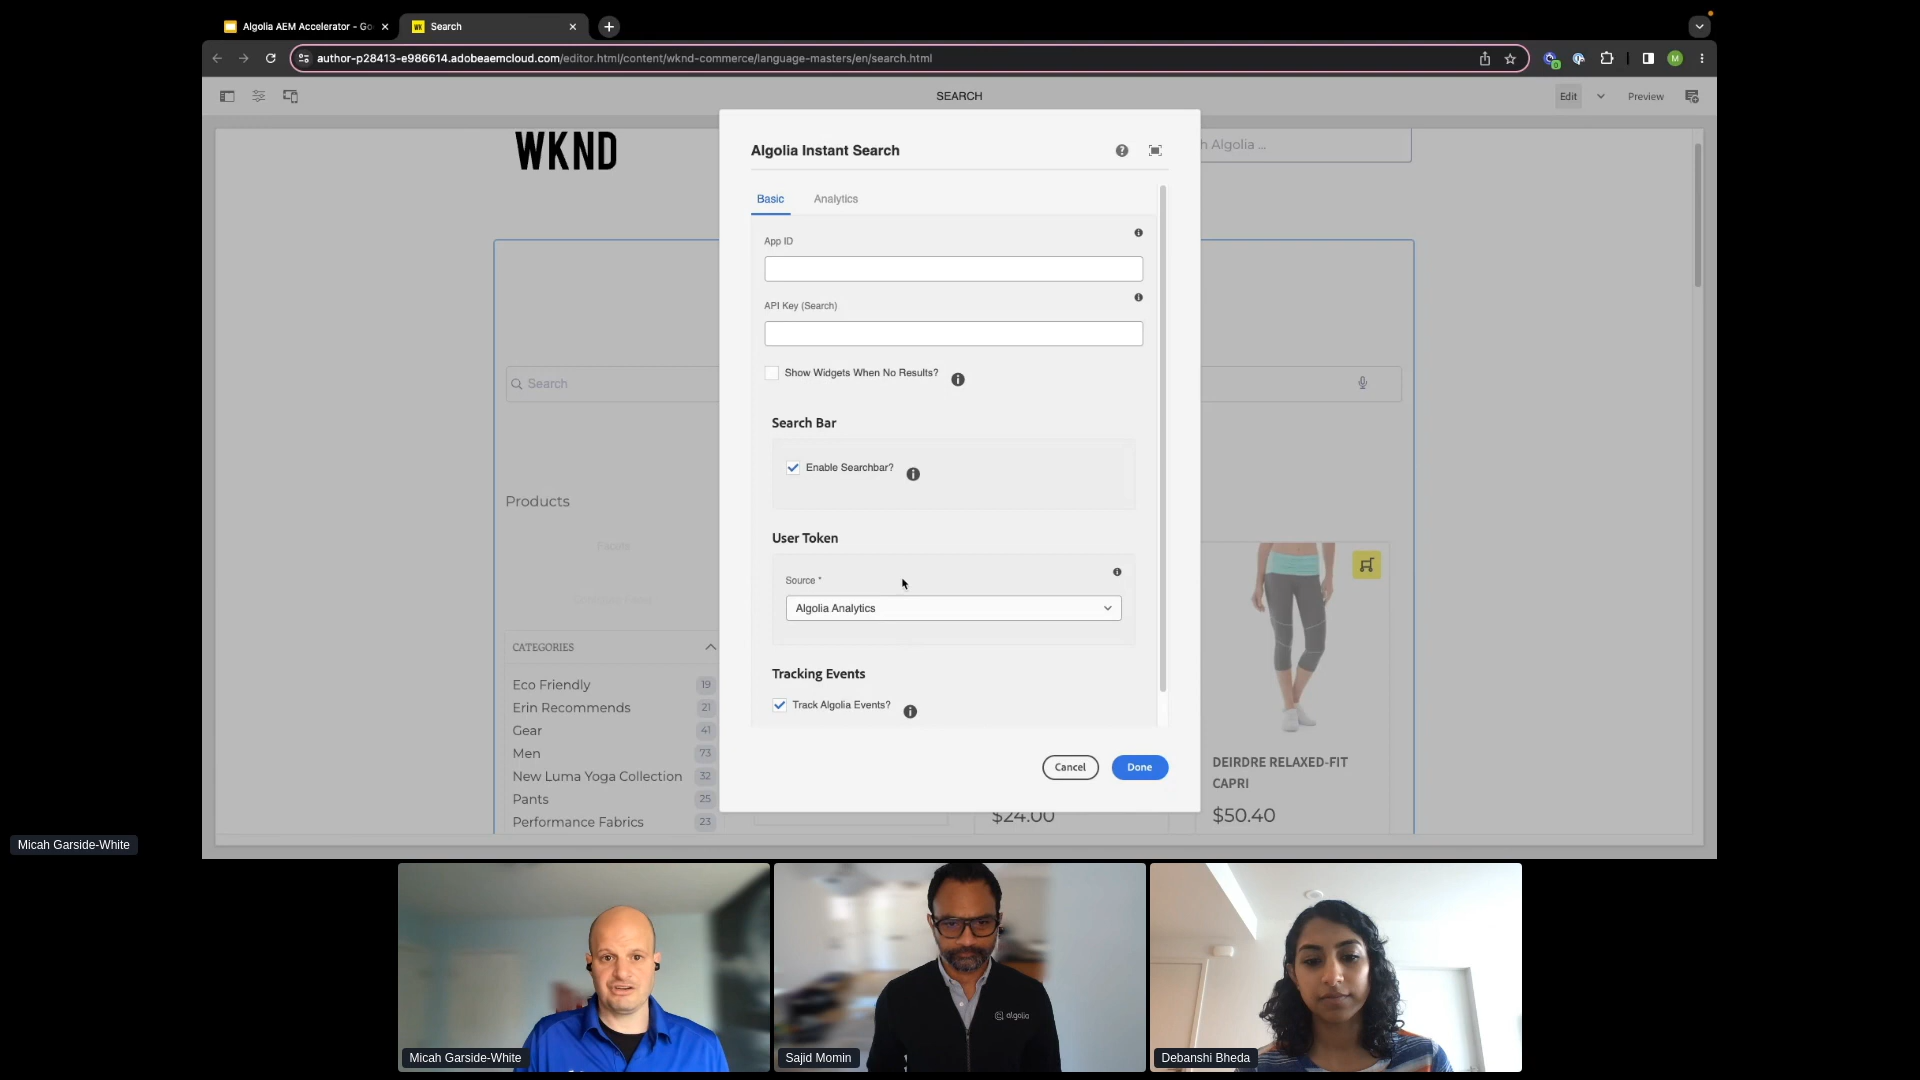 Algolia AEM Accelerator - Go
Search
author-p28413-e986614.adobeaemcloud.com/editor.html/content/wknd-commerce/language-masters/en/search.html
M
SEARCH
Edit
Preview
WKND
h Algolia ...
Algolia Instant Search
Basic
Analytics
App ID
API Key (Search)
Show Widgets When No Results?
Search
Search Bar
Enable Searchbar?
Products
Facets
User Token
Source *
Algolia Analytics
CATEGORIES
Eco Friendly 19
Erin Recommends 21
Gear 41
Men 73
New Luma Yoga Collection 32
Pants 25
Performance Fabrics 23
Tracking Events
Track Algolia Events?
Cancel
Done
DEIRDRE RELAXED-FIT
CAPRI
$24.00
$50.40
Micah Garside-White
algolia
Micah Garside-White
Sajid Momin
Debanshi Bheda